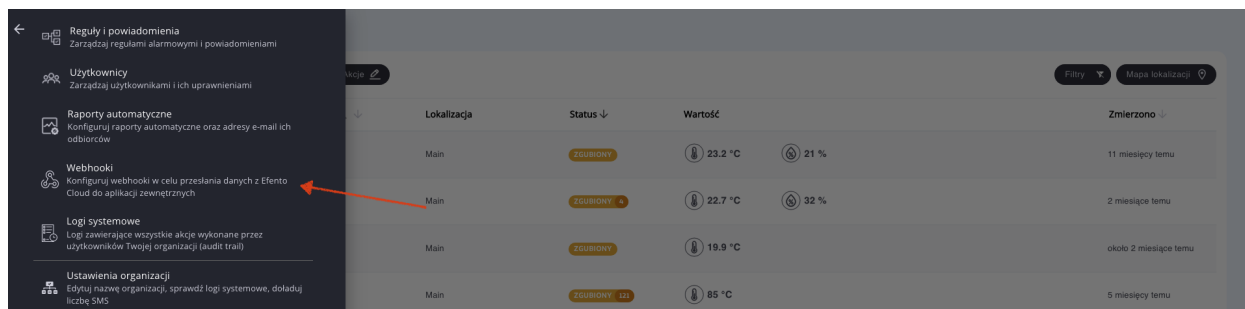 Reguły i powiadomienia
Zarządzaj regułami alarmowymi i powiadomieniami
Użytkownicy
Zarządzaj użytkownikami i ich uprawnieniami
Raporty automatyczne
Konfiguruj raporty automatyczne oraz adresy e-mail ich
odbiorców
Webhooki
Konfiguruj webhooki w celu przesłania danych z Efento
Cloud do aplikacji zewnętrznych
Logi systemowe
Logi zawierające wszystkie akcje wykonane przez
użytkowników Twojej organizacji (audit trail)
Ustawienia organizacji
Edytuj nazwę organizacji, sprawdź logi systemowe, doładuj
liczbę SMS
Akcje
Filtry
Mapa lokalizacji
Lokalizacja Status Wartość Zmierzono
Main ZGUBIONY 23.2 °C 21 % 11 miesięcy temu
Main ZGUBIONY 22.7 °C 32 % 2 miesiące temu
Main ZGUBIONY 19.9 °C około 2 miesiące temu
Main ZGUBIONY 121 85 °C 5 miesięcy temu